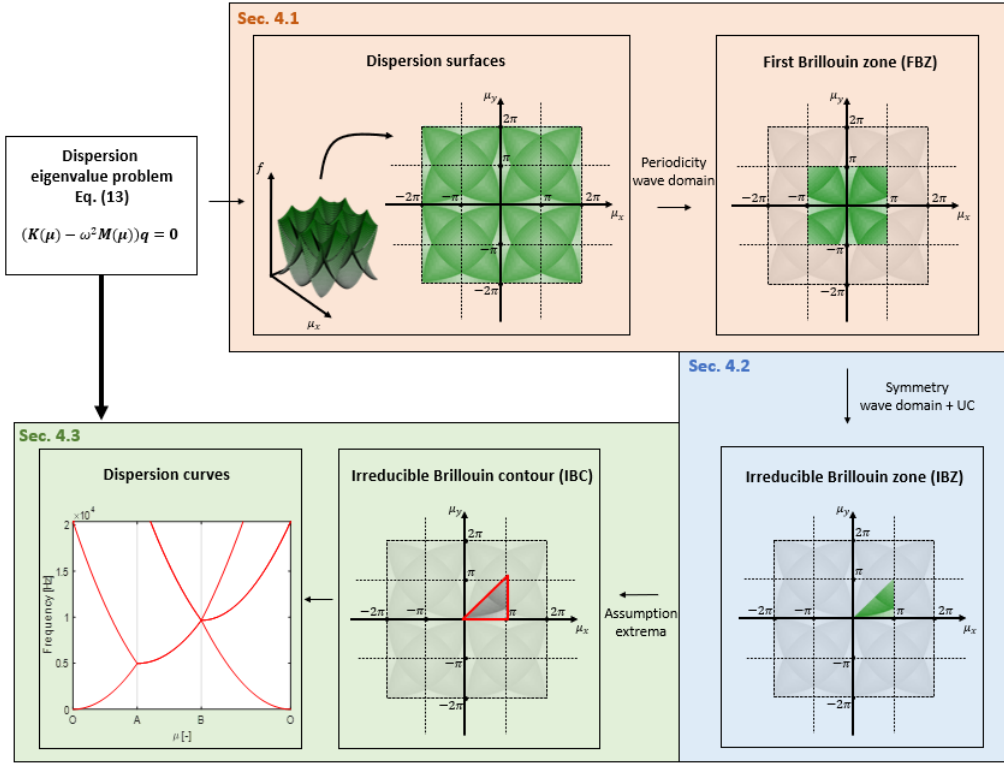 Sec. 4.1
Dispersion surfaces
First Brillouin zone (FBZ)
Dispersion
eigenvalue problem
Eq. (13)
(K(μ) − ω²M(μ))q = 0
f
μx
μy
2π
π
−2π
−π
π
2π
μx
−π
−2π
Periodicity
wave domain
μy
2π
π
−2π
−π
π
2π
μx
−π
−2π
Sec. 4.2
Symmetry
wave domain + UC
Sec. 4.3
Dispersion curves
Irreducible Brillouin contour (IBC)
Irreducible Brillouin zone (IBZ)
×10⁴
2
1.5
1
0.5
0
Frequency [Hz]
O A B O
μ [-]
μy
2π
π
−2π
−π
π
2π
μx
−π
−2π
Assumption
extrema
μy
2π
π
−2π
−π
π
2π
μx
−π
−2π